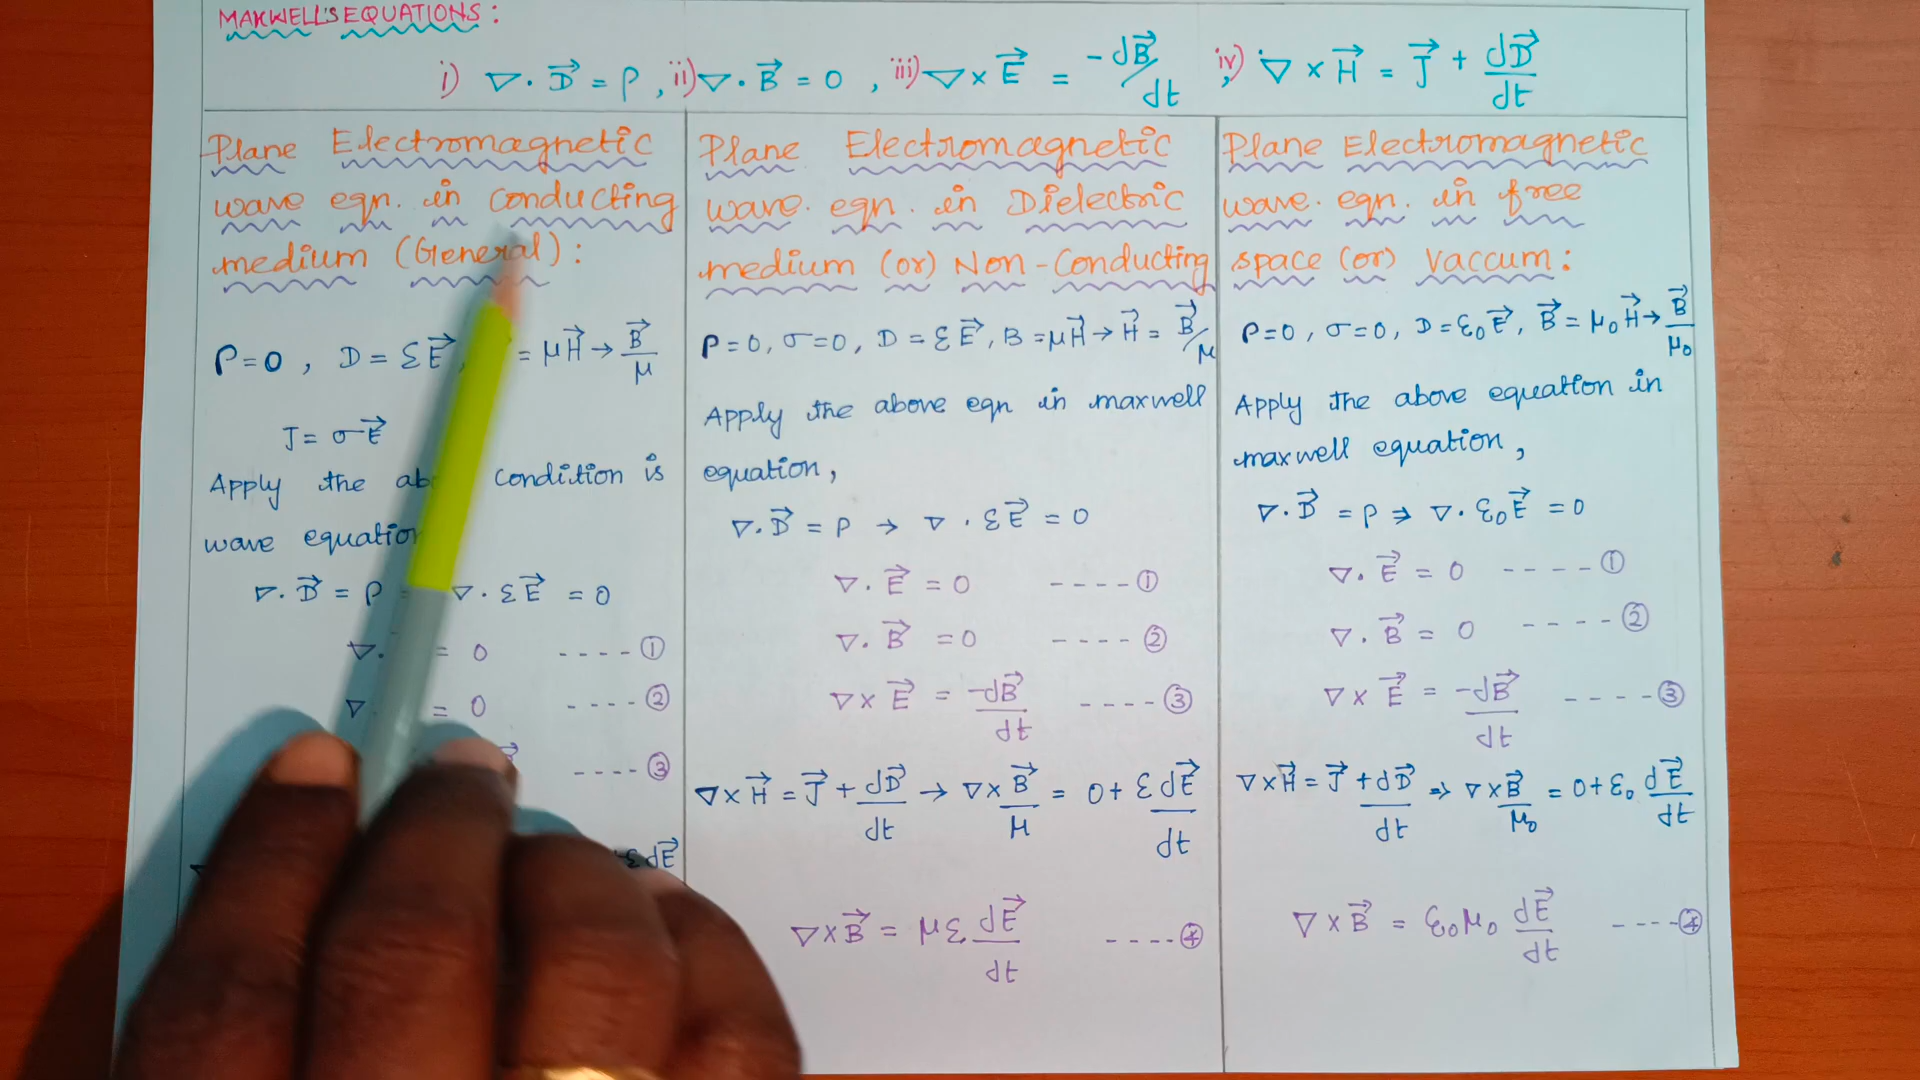 MAXWELL'S EQUATIONS:
i) ∇·D⃗ = ρ, ii) ∇·B⃗ = 0, iii) ∇×E⃗ = -dB⃗/dt, iv) ∇×H⃗ = J⃗ + dD⃗/dt
Plane Electromagnetic
wave eqn. in Conducting
medium (General):
ρ=0, D=εE⃗, = μH⃗ → B⃗/μ
J= σE⃗
Apply the condition is
wave equation
∇·D⃗ = ρ ∇·εE⃗ = 0
∇· = 0 ----①
∇ = 0 ----②
----③
εdE⃗
Plane Electromagnetic
wave. eqn. in Dielectric
medium (or) Non-Conducting
ρ=0, σ=0, D=εE⃗, B=μH⃗→H⃗=B⃗/μ
Apply the above eqn in maxwell
equation,
∇·D⃗ = ρ → ∇·εE⃗ = 0
∇·E⃗ = 0 ----①
∇·B⃗ = 0 ----②
∇×E⃗ = -dB⃗/dt ----③
∇×H⃗ = J⃗ + dD⃗/dt → ∇×B⃗/μ = 0+ε dE⃗/dt
∇×B⃗ = με dE⃗/dt ----④
Plane Electromagnetic
wave. eqn. in free
space (or) Vaccum:
ρ=0, σ=0, D=ε₀E⃗, B⃗=μ₀H⃗→B⃗/μ₀
Apply the above equation in
maxwell equation,
∇·D⃗ = ρ ⇒ ∇·ε₀E⃗ = 0
∇·E⃗ = 0 ----①
∇·B⃗ = 0 ----②
∇×E⃗ = -dB⃗/dt ----③
∇×H⃗ = J⃗ + dD⃗/dt ⇒ ∇×B⃗/μ₀ = 0+ε₀ dE⃗/dt
∇×B⃗ = ε₀μ₀ dE⃗/dt ----④